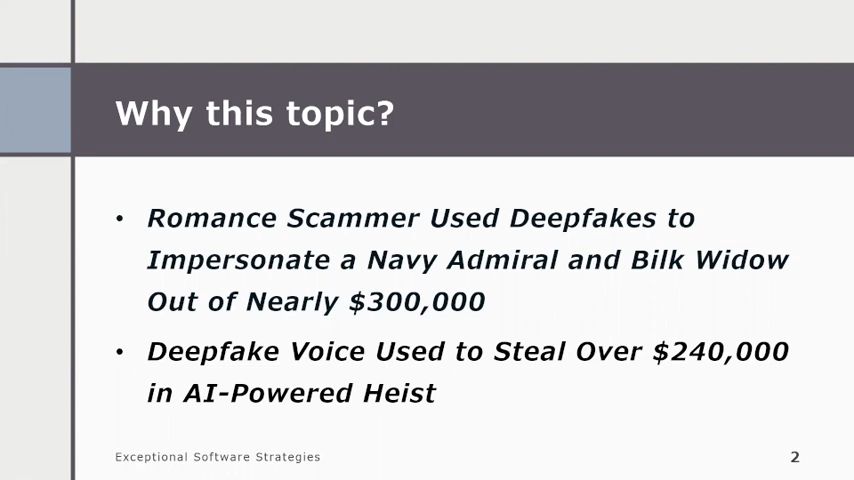 Why this topic?
• Romance Scammer Used Deepfakes to
Impersonate a Navy Admiral and Bilk Widow
Out of Nearly $300,000
• Deepfake Voice Used to Steal Over $240,000
in AI-Powered Heist
Exceptional Software Strategies
2